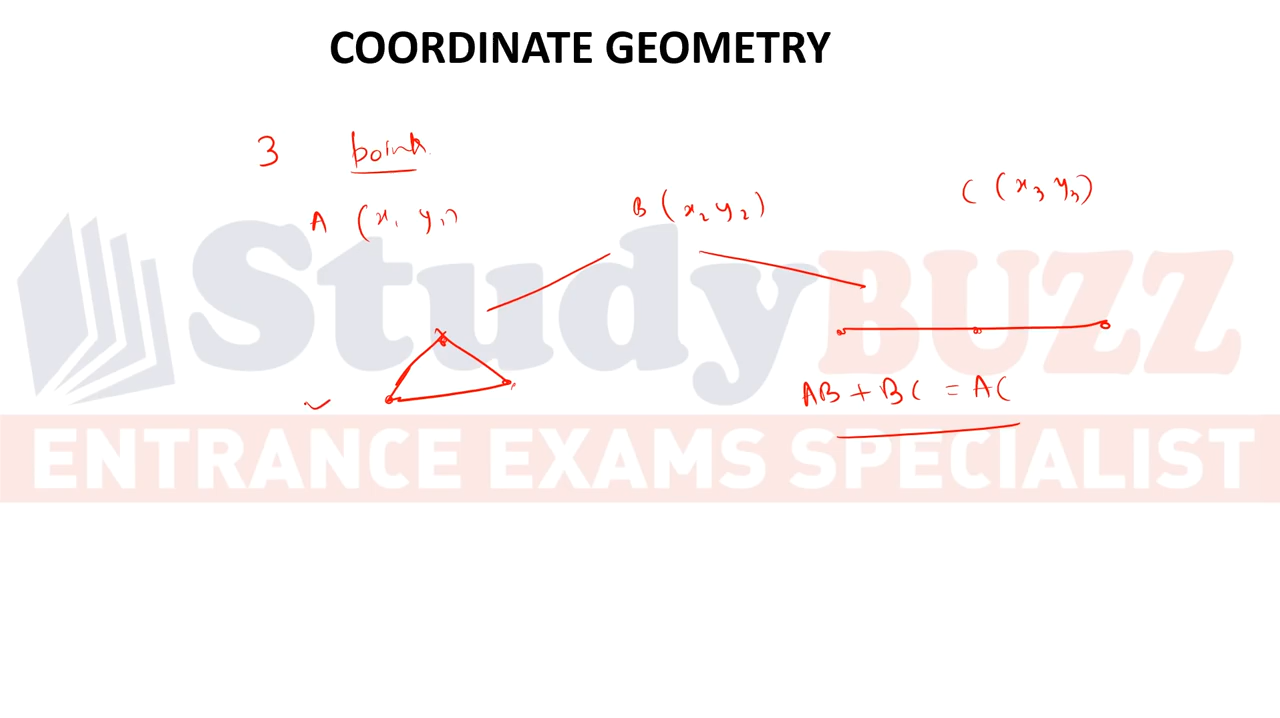 COORDINATE GEOMETRY
3 points
A (x₁ y₁) B (x₂ y₂) C (x₃ y₃)
AB + BC = AC
StudyBUZZ
ENTRANCE EXAMS SPECIALIST